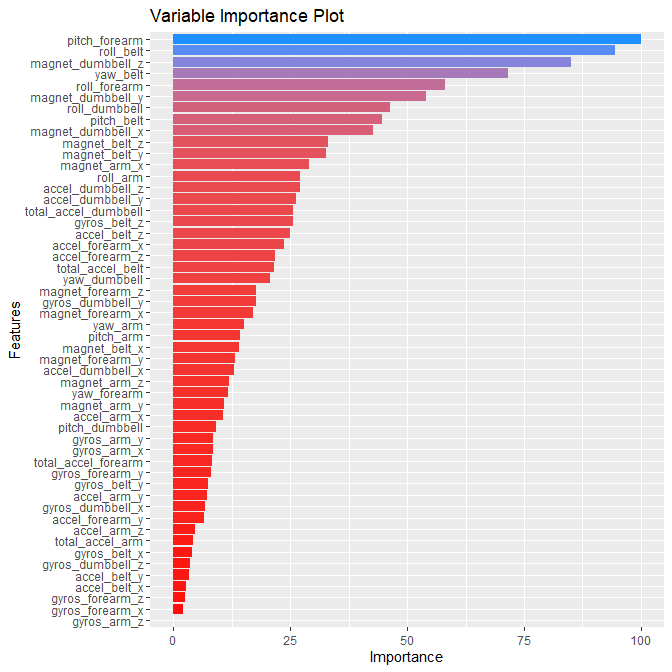 Variable Importance Plot
Features
pitch_forearm
roll_belt
magnet_dumbbell_z
yaw_belt
roll_forearm
magnet_dumbbell_y
roll_dumbbell
pitch_belt
magnet_dumbbell_x
magnet_belt_z
magnet_belt_y
magnet_arm_x
roll_arm
accel_dumbbell_z
accel_dumbbell_y
total_accel_dumbbell
gyros_belt_z
accel_belt_z
accel_forearm_x
accel_forearm_z
total_accel_belt
yaw_dumbbell
magnet_forearm_z
gyros_dumbbell_y
magnet_forearm_x
yaw_arm
pitch_arm
magnet_belt_x
magnet_forearm_y
accel_dumbbell_x
magnet_arm_z
yaw_forearm
magnet_arm_y
accel_arm_x
pitch_dumbbell
gyros_arm_y
gyros_arm_x
total_accel_forearm
gyros_forearm_y
gyros_belt_y
accel_arm_y
gyros_dumbbell_x
accel_forearm_y
accel_arm_z
total_accel_arm
gyros_belt_x
gyros_dumbbell_z
accel_belt_y
accel_belt_x
gyros_forearm_z
gyros_forearm_x
gyros_arm_z
0 25 50 75 100
Importance